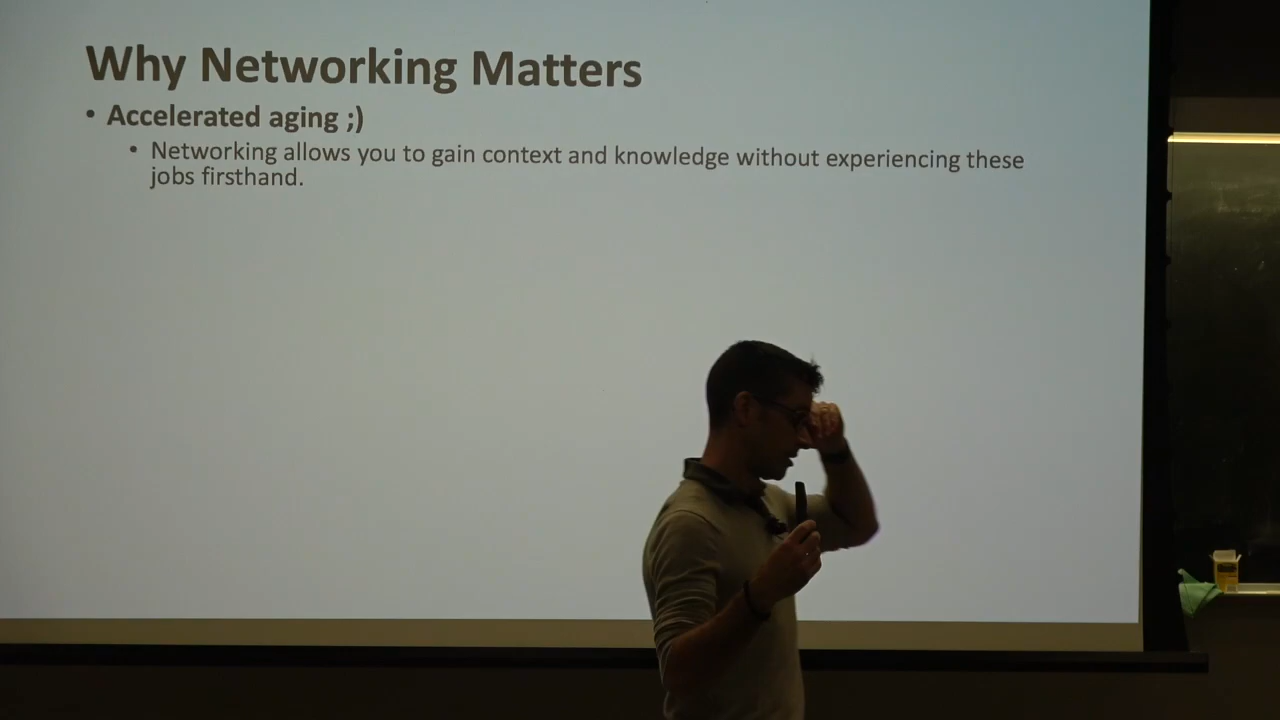 Why Networking Matters
• Accelerated aging ;)
• Networking allows you to gain context and knowledge without experiencing these
jobs firsthand.